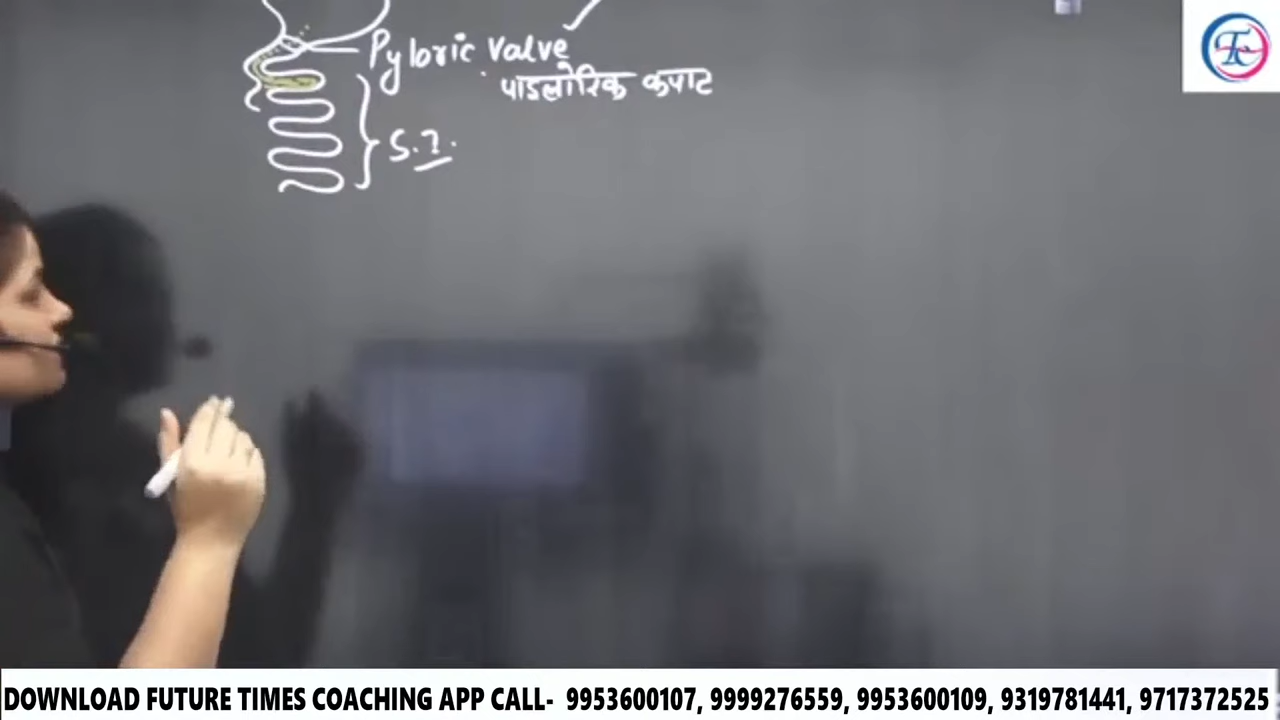 Pyloric Valve
पाइलोरिक कपाट
S.I.
DOWNLOAD FUTURE TIMES COACHING APP CALL- 9953600107, 9999276559, 9953600109, 9319781441, 9717372525